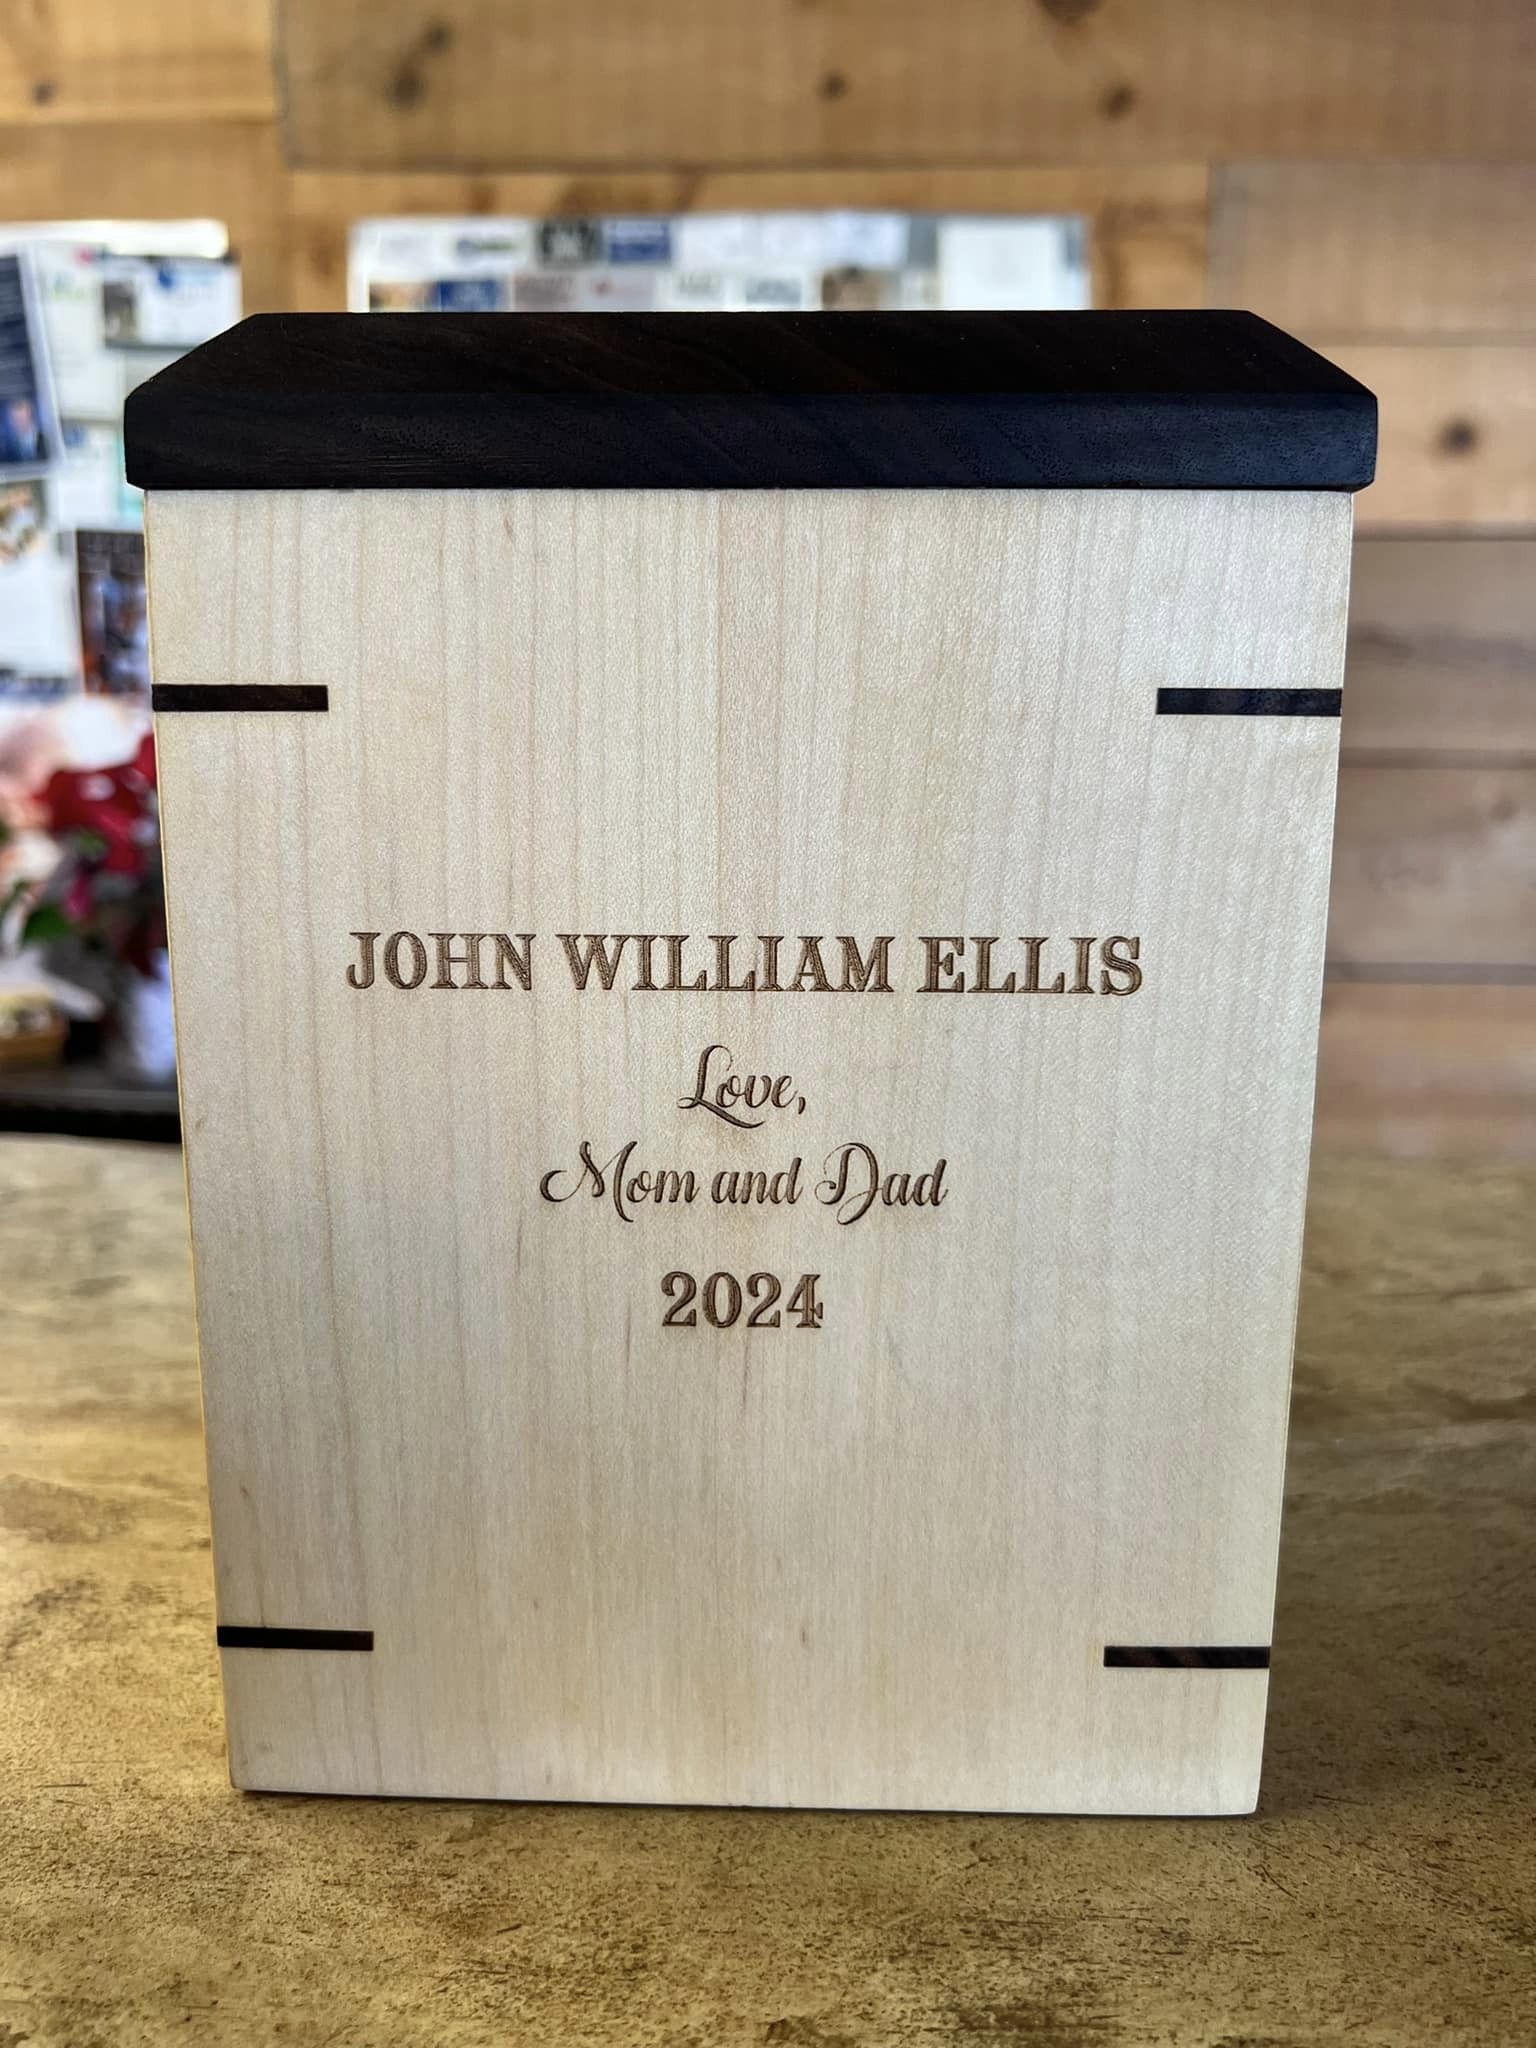 JOHN WILLIAM ELLIS
Love,
Mom and Dad
2024